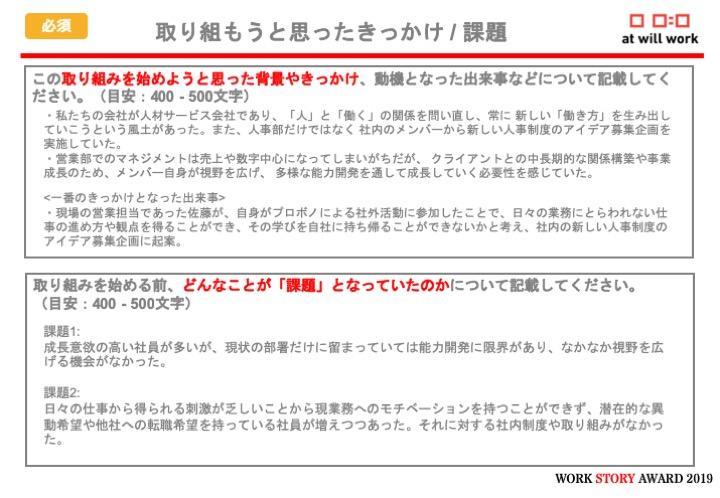 必須
取り組もうと思ったきっかけ / 課題
at will work
この取り組みを始めようと思った背景やきっかけ、動機となった出来事などについて記載してく
ださい。（目安：400 - 500文字）
・私たちの会社が人材サービス会社であり、「人」と「働く」の関係を問い直し、常に 新しい「働き方」を生み出し
ていこうという風土があった。また、人事部だけではなく 社内のメンバーから新しい人事制度のアイデア募集企画を
実施していた。
・営業部でのマネジメントは売上や数字中心になってしまいがちだが、 クライアントとの中長期的な関係構築や事業
成長のため、メンバー自身が視野を広げ、 多様な能力開発を通して成長していく必要性を感じていた。
<一番のきっかけとなった出来事>
・現場の営業担当であった佐藤が、自身がプロボノによる社外活動に参加したことで、日々の業務にとらわれない仕
事の進め方や観点を得ることができ、その学びを自社に持ち帰ることができないかと考え、社内の新しい人事制度の
アイデア募集企画に起案。
取り組みを始める前、どんなことが「課題」となっていたのかについて記載してください。
（目安：400 - 500文字）
課題1:
成長意欲の高い社員が多いが、現状の部署だけに留まっていては能力開発に限界があり、なかなか視野を広
げる機会がなかった。
課題2:
日々の仕事から得られる刺激が乏しいことから現業務へのモチベーションを持つことができず、潜在的な異
動希望や他社への転職希望を持っている社員が増えつつあった。それに対する社内制度や取り組みがなかっ
た。
WORK STORY AWARD 2019